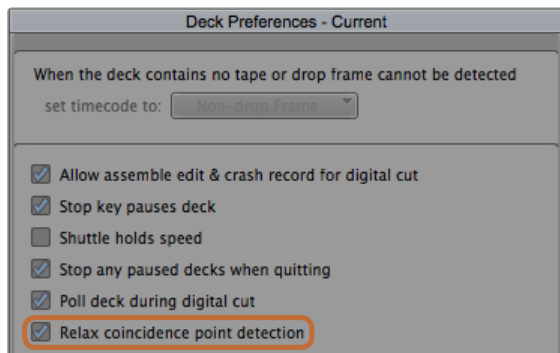 Deck Preferences - Current
When the deck contains no tape or drop frame cannot be detected
set timecode to: Non-drop Frame
Allow assemble edit & crash record for digital cut
Stop key pauses deck
Shuttle holds speed
Stop any paused decks when quitting
Poll deck during digital cut
Relax coincidence point detection